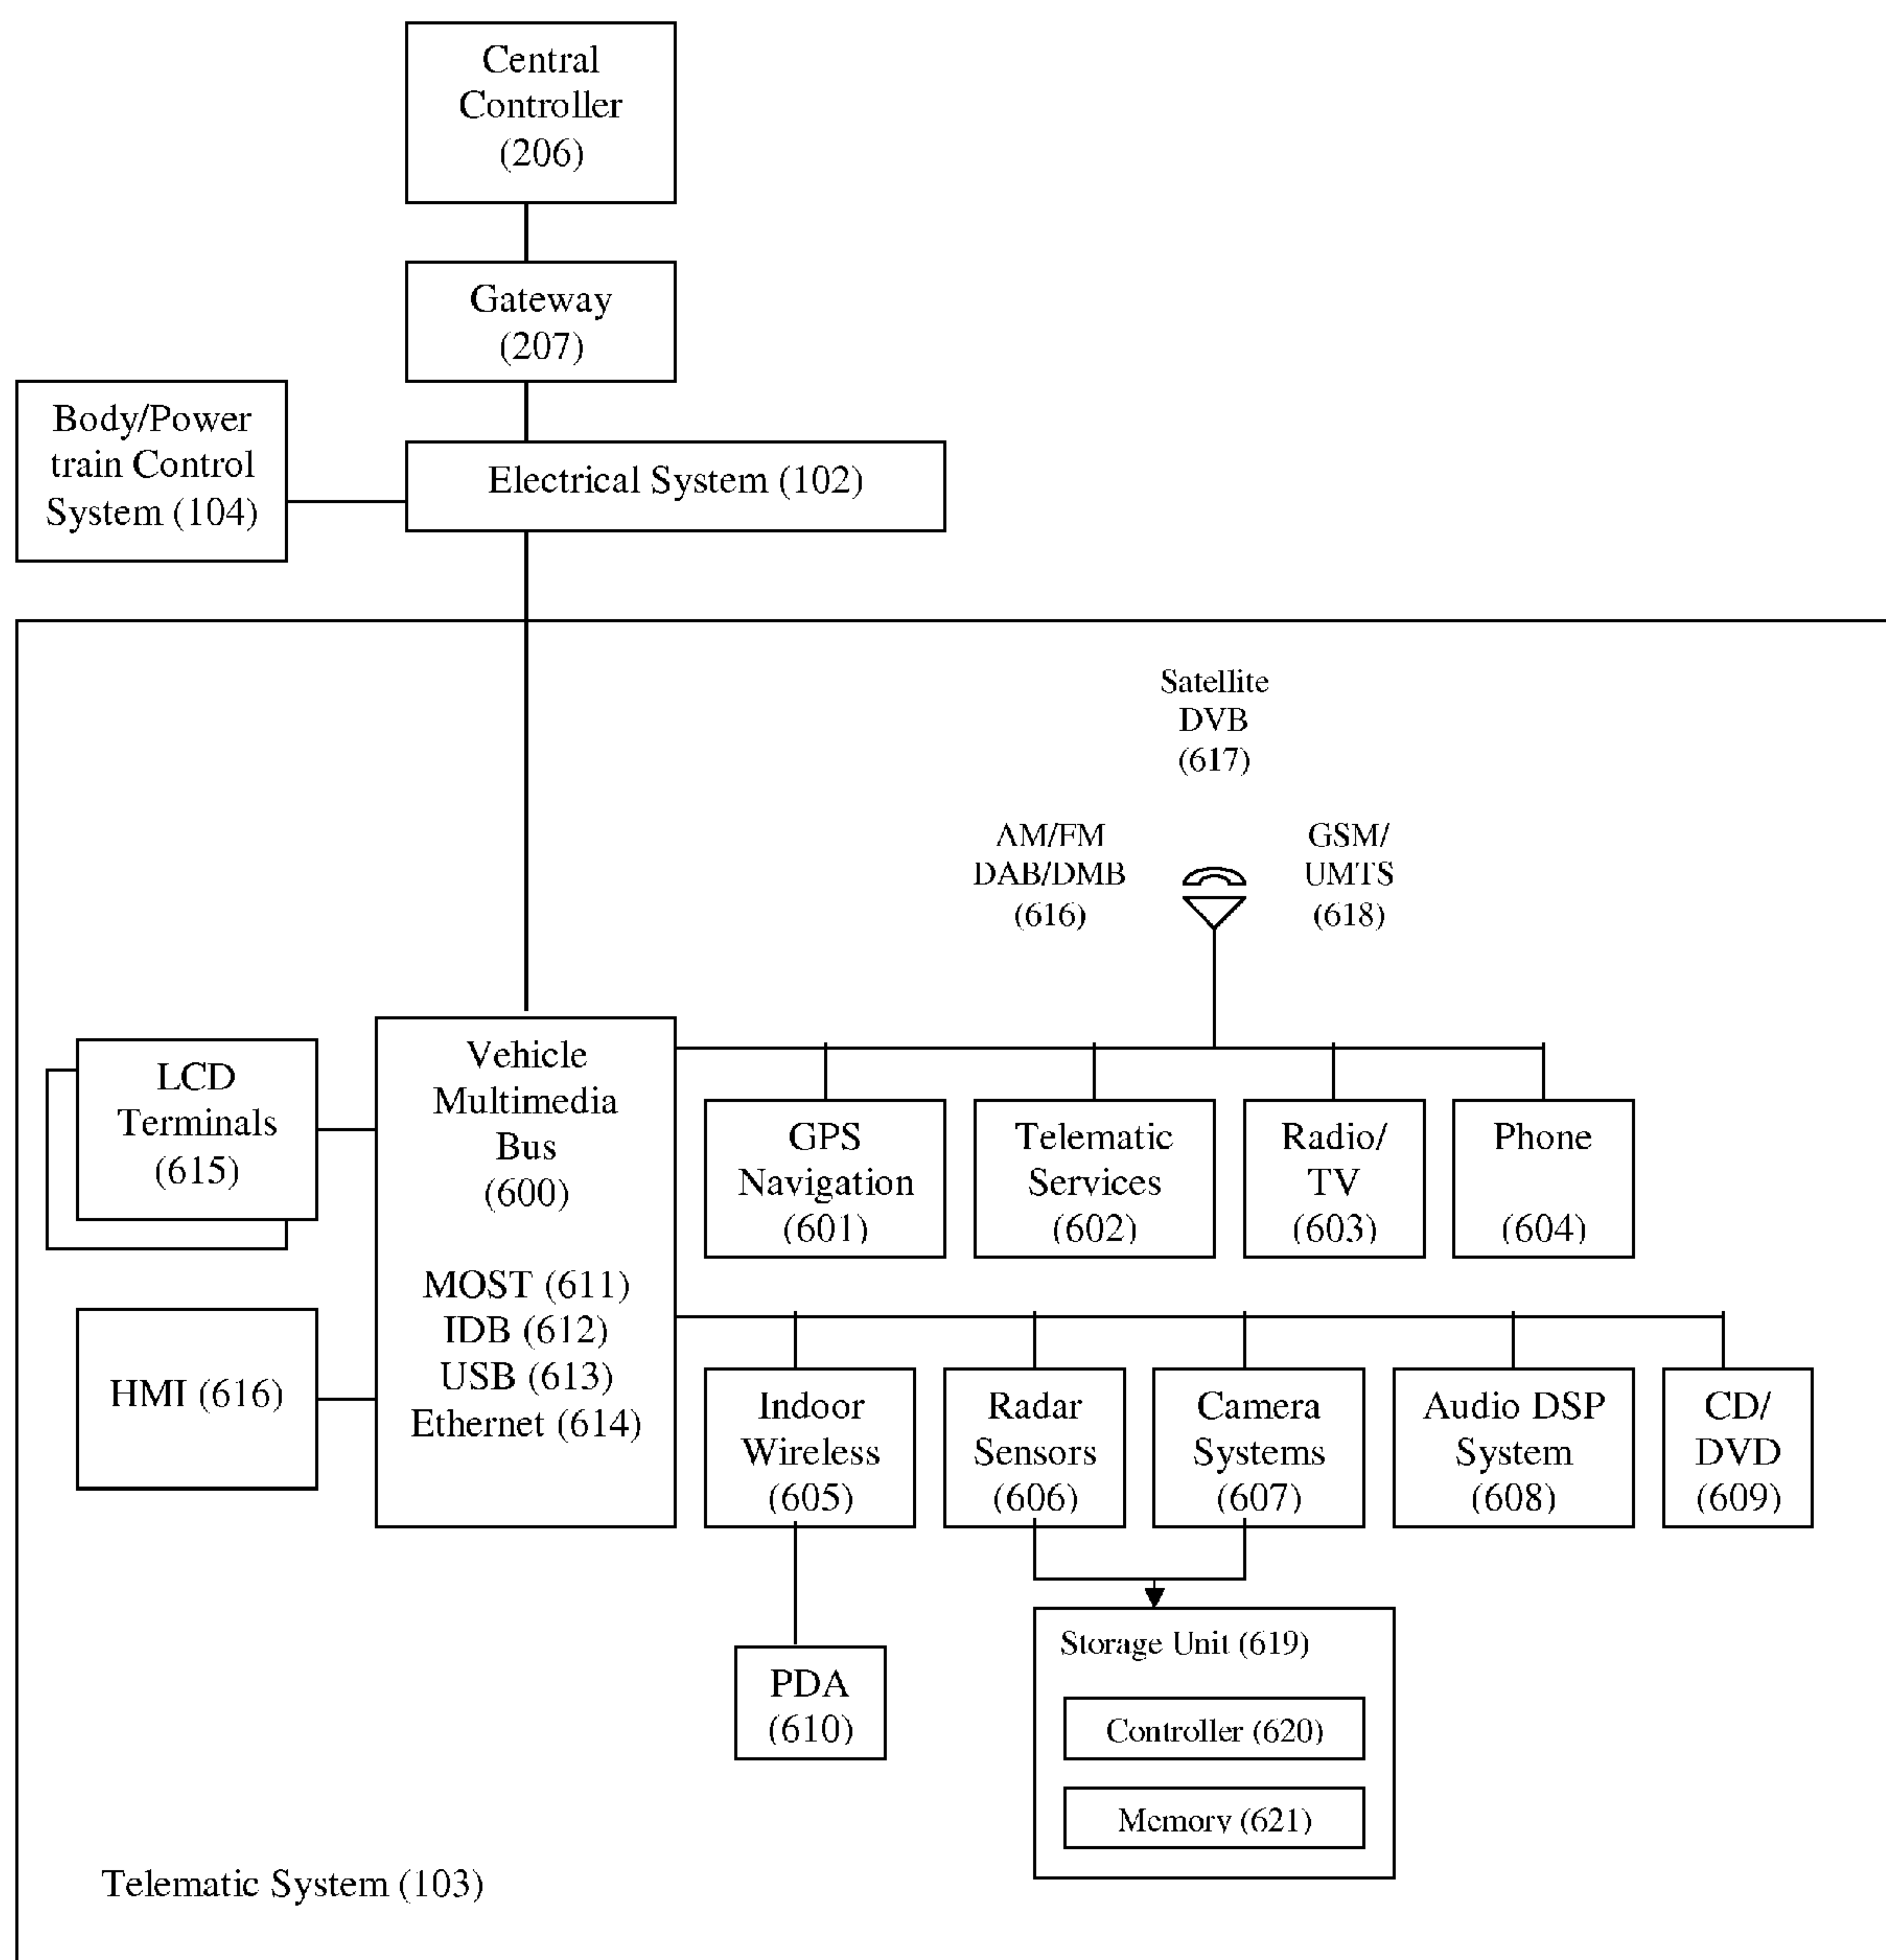 Central
Controller
(206)
Gateway
(207)
Body/Power
train Control
System (104)
Electrical System (102)
Satellite
DVB
(617)
AM/FM
DAB/DMB
(616)
GSM/
UMTS
(618)
LCD
Terminals
(615)
HMI (616)
Vehicle
Multimedia
Bus
(600)
MOST (611)
IDB (612)
USB (613)
Ethernet (614)
GPS
Navigation
(601)
Telematic
Services
(602)
Radio/
TV
(603)
Phone
(604)
Indoor
Wireless
(605)
Radar
Sensors
(606)
Camera
Systems
(607)
Audio DSP
System
(608)
CD/
DVD
(609)
PDA
(610)
Storage Unit (619)
Controller (620)
Memory (621)
Telematic System (103)